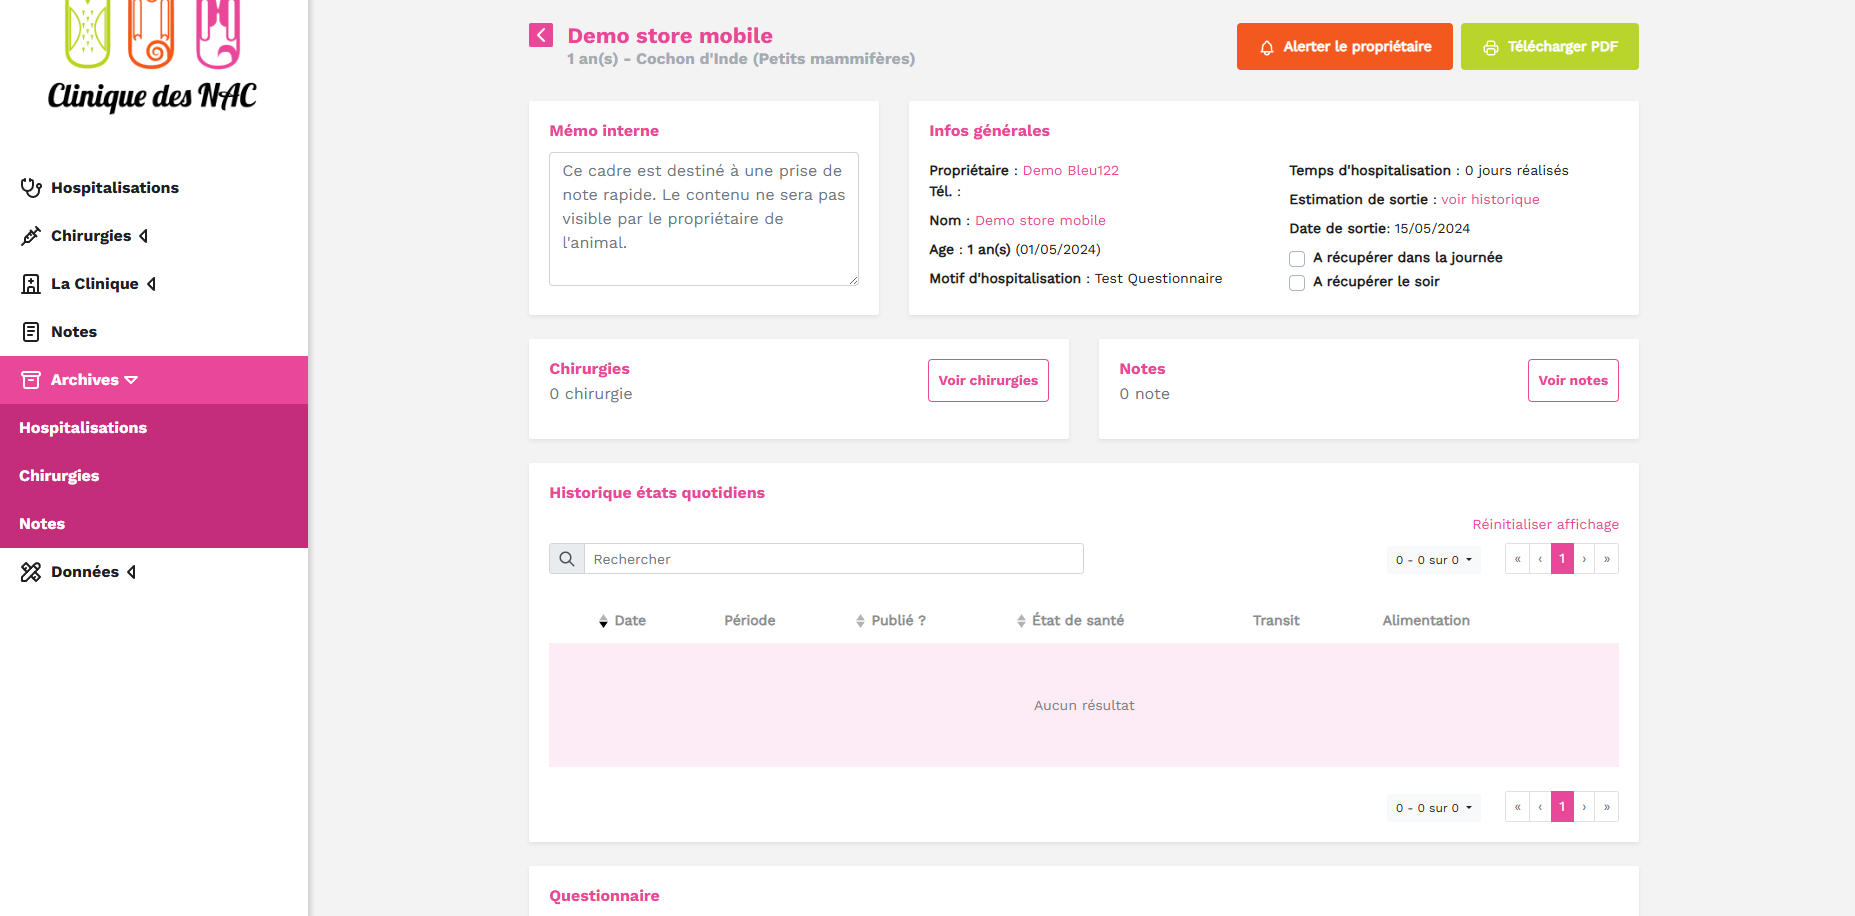 Clinique des NAC
Hospitalisations
Chirurgies
La Clinique
Notes
Archives
Hospitalisations
Chirurgies
Notes
Données
Demo store mobile
1 an(s) - Cochon d'Inde (Petits mammifères)
Alerter le propriétaire
Télécharger PDF
Mémo interne
Ce cadre est destiné à une prise de
note rapide. Le contenu ne sera pas
visible par le propriétaire de
l'animal.
Infos générales
Propriétaire : Demo Bleu122
Tél. :
Nom : Demo store mobile
Age : 1 an(s) (01/05/2024)
Motif d'hospitalisation : Test Questionnaire
Temps d'hospitalisation : 0 jours réalisés
Estimation de sortie : voir historique
Date de sortie: 15/05/2024
A récupérer dans la journée
A récupérer le soir
Chirurgies
0 chirurgie
Voir chirurgies
Notes
0 note
Voir notes
Historique états quotidiens
Réinitialiser affichage
Rechercher
0 - 0 sur 0
« ‹ 1 › »
Date Période Publié ? État de santé Transit Alimentation
Aucun résultat
0 - 0 sur 0
« ‹ 1 › »
Questionnaire